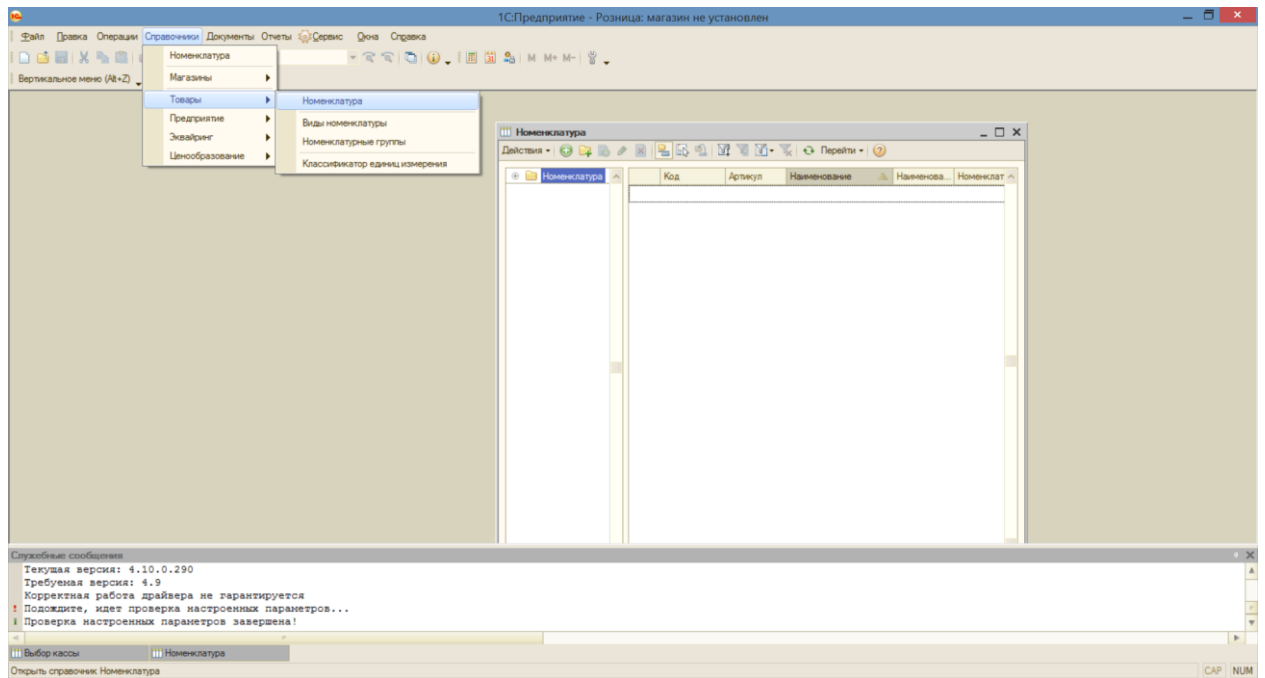 1С:Предприятие - Розница: магазин не установлен
Файл Правка Операции Справочники Документы Отчеты Сервис Окна Справка
M M+ M-
Вертикальное меню (Alt+Z)
Номенклатура
Магазины
Товары
Предприятие
Эквайринг
Ценообразование
Номенклатура
Виды номенклатуры
Номенклатурные группы
Классификатор единиц измерения
Номенклатура
Действия Перейти
Номенклатура
Код Артикул Наименование Наименова... Номенклат
Служебные сообщения
Текущая версия: 4.10.0.290
Требуемая версия: 4.9
Корректная работа драйвера не гарантируется
Подождите, идет проверка настроенных параметров...
Проверка настроенных параметров завершена!
Выбор кассы Номенклатура
Открыть справочник Номенклатура
CAP NUM